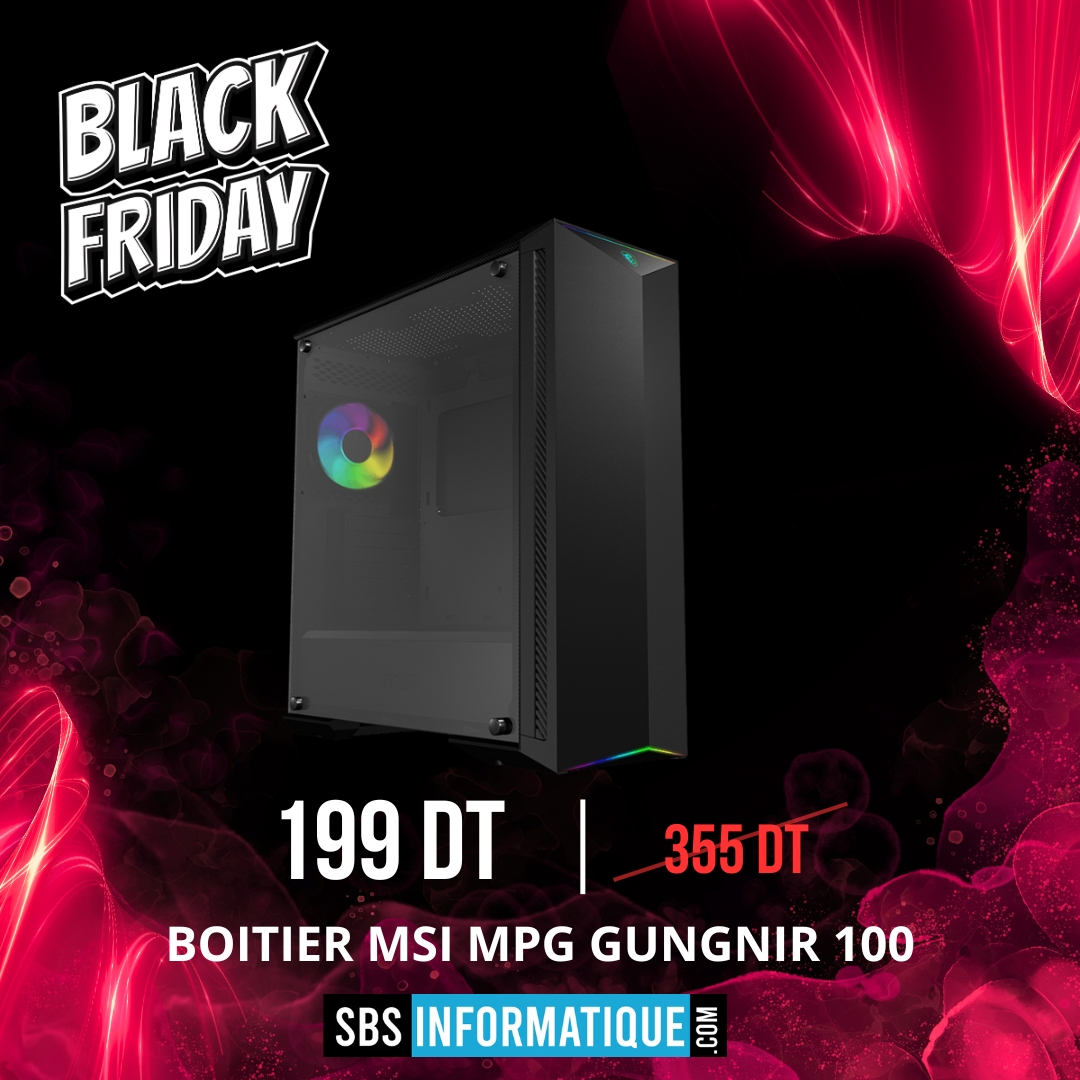 BLACK
FRIDAY
199 DT
355 DT
BOITIER MSI MPG GUNGNIR 100
SBS INFORMATIQUE.COM